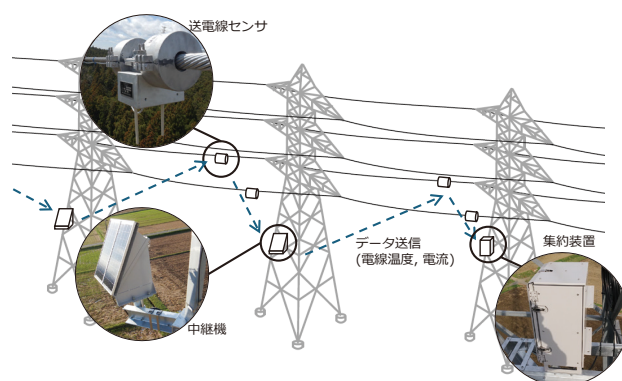 送電線センサ
データ送信
(電線温度, 電流)
集約装置
中継機